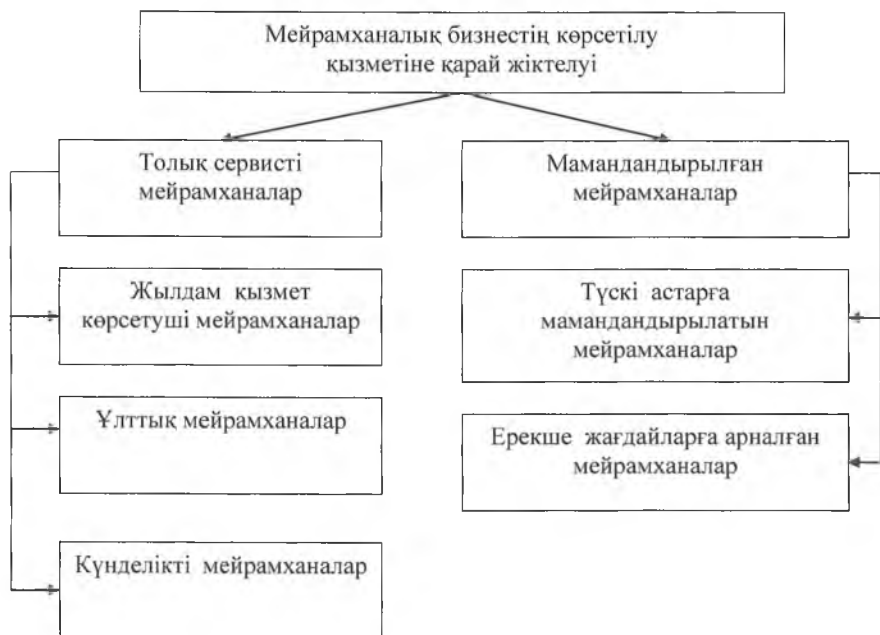 Мейрамханалық бизнестің көрсетілу
қызметіне қарай жіктелуі
Толық сервисті
мейрамханалар
Мамандандырылған
мейрамханалар
Жылдам қызмет
көрсетуші мейрамханалар
Түскі астарға
мамандандырылатын
мейрамханалар
Ұлттық мейрамханалар
Ерекше жағдайларға арналған
мейрамханалар
Күнделікті мейрамханалар